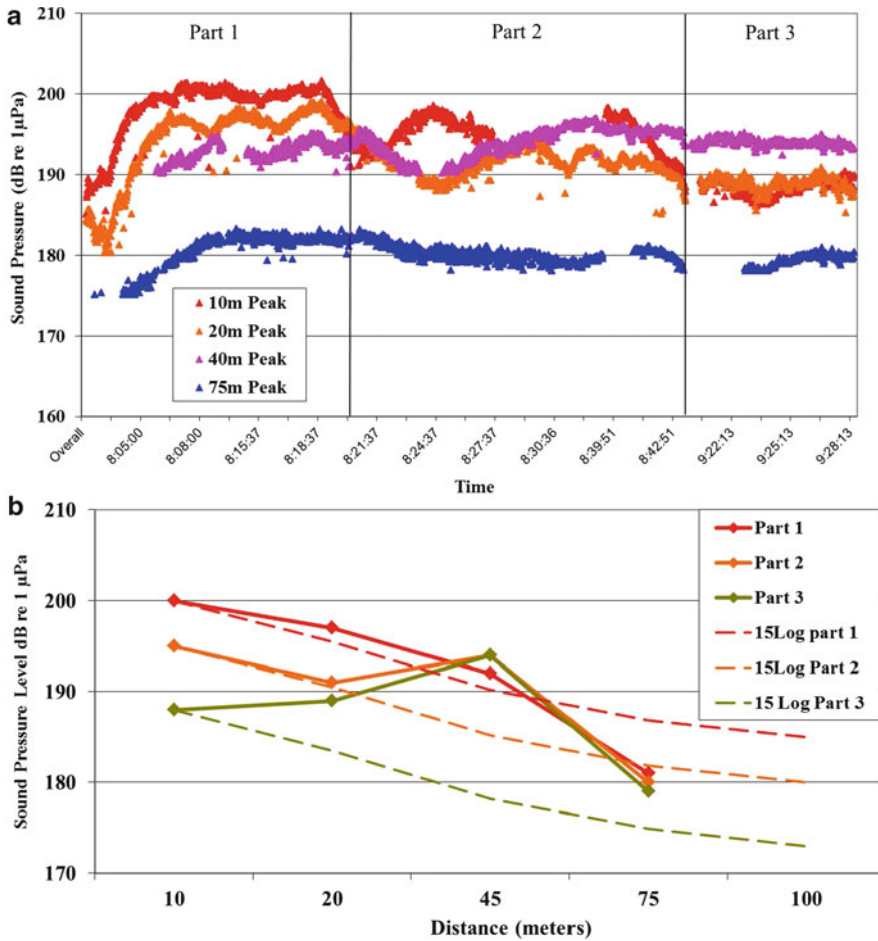 a
Part 1
Part 2
Part 3
210
200
190
180
170
160
Sound Pressure (dB re 1µPa)
10m Peak
20m Peak
40m Peak
75m Peak
Overall
8:05:00
8:08:00
8:15:37
8:18:37
8:21:37
8:24:37
8:27:37
8:30:36
8:39:51
8:42:51
9:22:13
9:25:13
9:28:13
Time
b
210
200
190
180
170
Sound Pressure Level dB re 1 µPa
Part 1
Part 2
Part 3
15Log part 1
15Log Part 2
15 Log Part 3
10
20
45
75
100
Distance (meters)